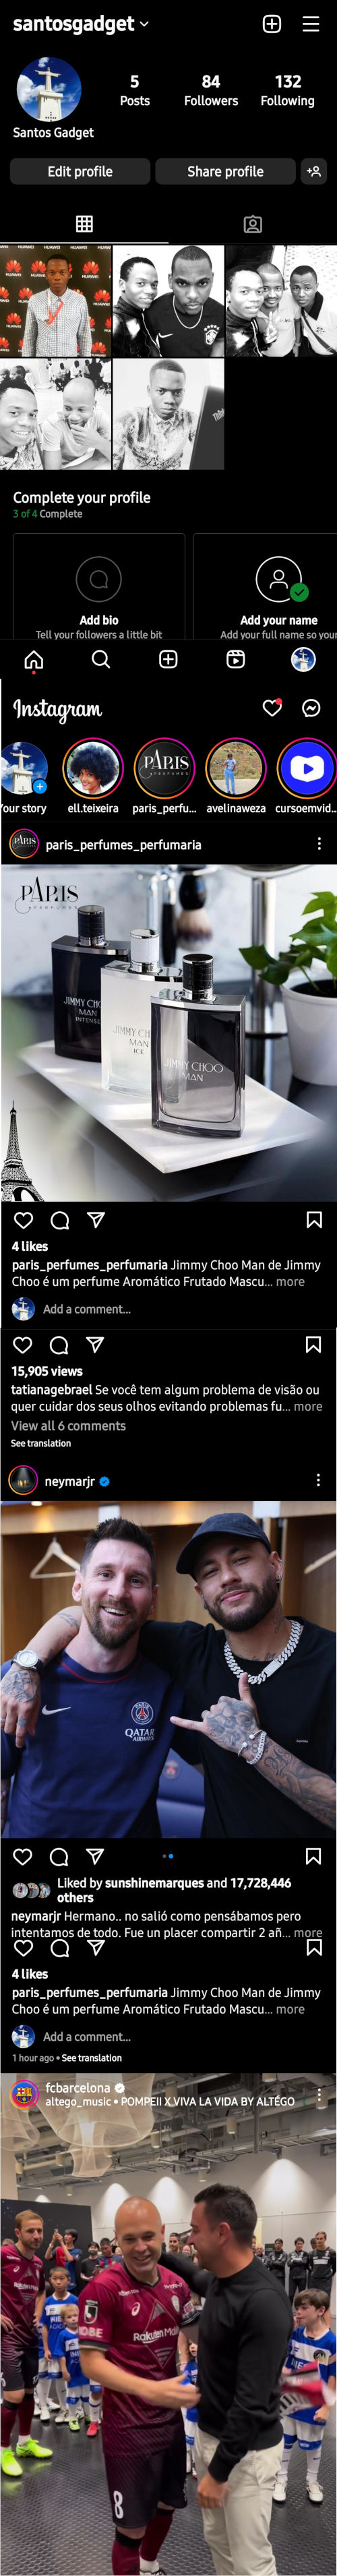 santosgadget
5 84 132
Posts Followers Following
Santos Gadget
Edit profile Share profile
HUAWEI
HUAWEI
HUAWEI
HUAWEI
Complete your profile
3 of 4 Complete
Add bio Add your name
Tell your followers a little bit Add your full name so your
Instagram
Your story ell.teixeira paris_perfu... avelinaweza cursoemvid...
PARIS
PERFUMES
paris_perfumes_perfumaria
PARIS
PERFUMES
JIMMY CHOO
MAN
INTENSE
JIMMY CH
MAN
ICE
JIMMY CHOO
MAN
4 likes
paris_perfumes_perfumaria Jimmy Choo Man de Jimmy
Choo é um perfume Aromático Frutado Mascu... more
Add a comment...
15,905 views
tatianagebrael Se você tem algum problema de visão ou
quer cuidar dos seus olhos evitando problemas fu... more
View all 6 comments
See translation
neymarjr
QATAR
AIRWAYS
Liked by sunshinemarques and 17,728,446
others
neymarjr Hermano.. no salió como pensábamos pero
intentamos de todo. Fue un placer compartir 2 añ... more
4 likes
paris_perfumes_perfumaria Jimmy Choo Man de Jimmy
Choo é um perfume Aromático Frutado Mascu... more
Add a comment...
1 hour ago • See translation
fcbarcelona
altego_music • POMPEII X VIVA LA VIDA BY ALTÉGO
Rakuten
8